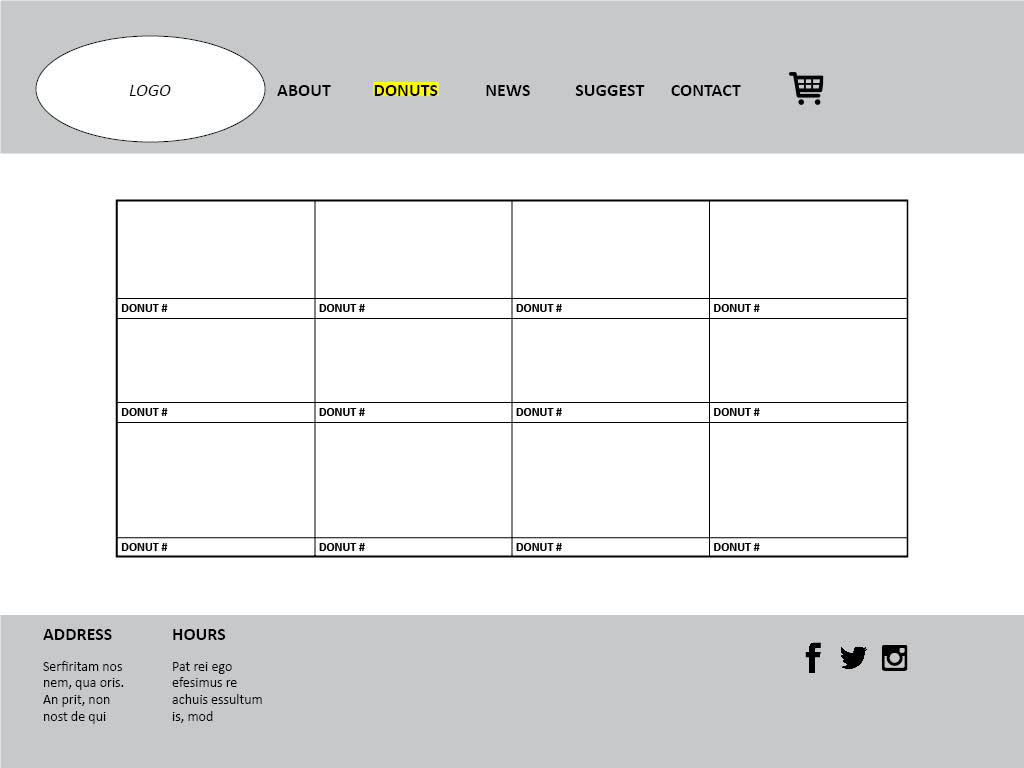 LOGO
ABOUT DONUTS NEWS SUGGEST CONTACT
DONUT # DONUT # DONUT # DONUT #
DONUT # DONUT # DONUT # DONUT #
DONUT # DONUT # DONUT # DONUT #
ADDRESS
Serfiritam nos
nem, qua oris.
An prit, non
nost de qui
HOURS
Pat rei ego
efesimus re
achuis essultum
is, mod